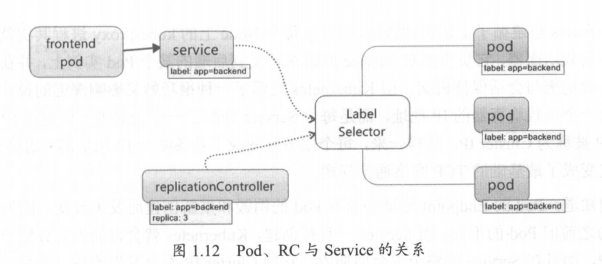 frontend
pod
service
label: app=backend
pod
label: app=backend
Label
Selector
pod
label: app=backend
replicationController
label: app=backend
replica: 3
pod
label: app=backend
图 1.12 Pod、RC 与 Service 的关系